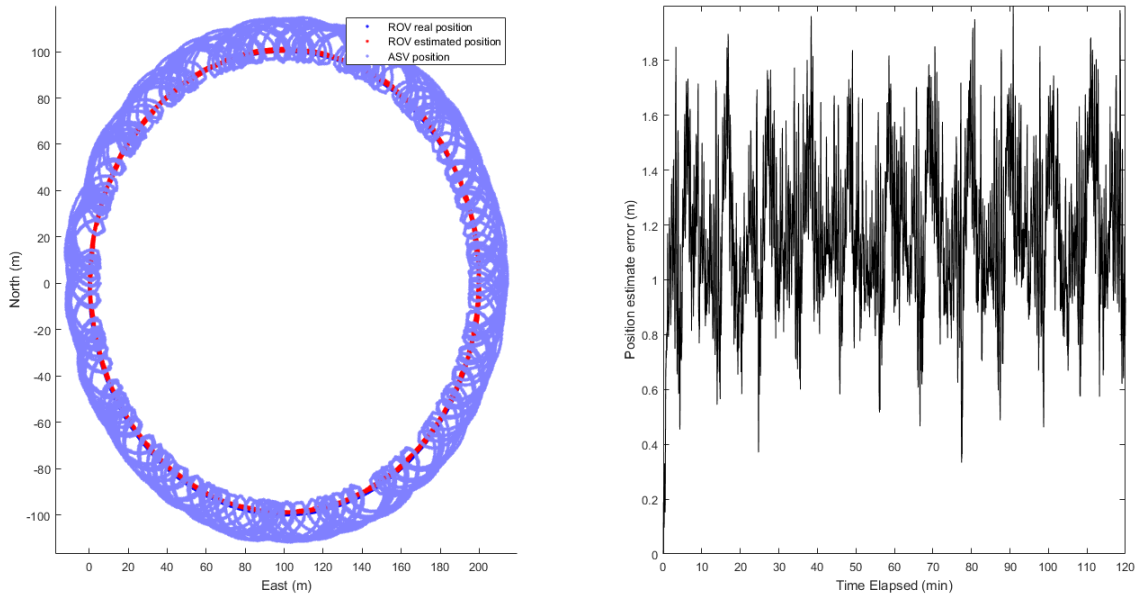 ROV real position
ROV estimated position
ASV position
100
80
60
40
20
0
-20
-40
-60
-80
-100
North (m)
0 20 40 60 80 100 120 140 160 180 200
East (m)
1.8
1.6
1.4
1.2
1
0.8
0.6
0.4
0.2
0
Position estimate error (m)
0 10 20 30 40 50 60 70 80 90 100 110 120
Time Elapsed (min)